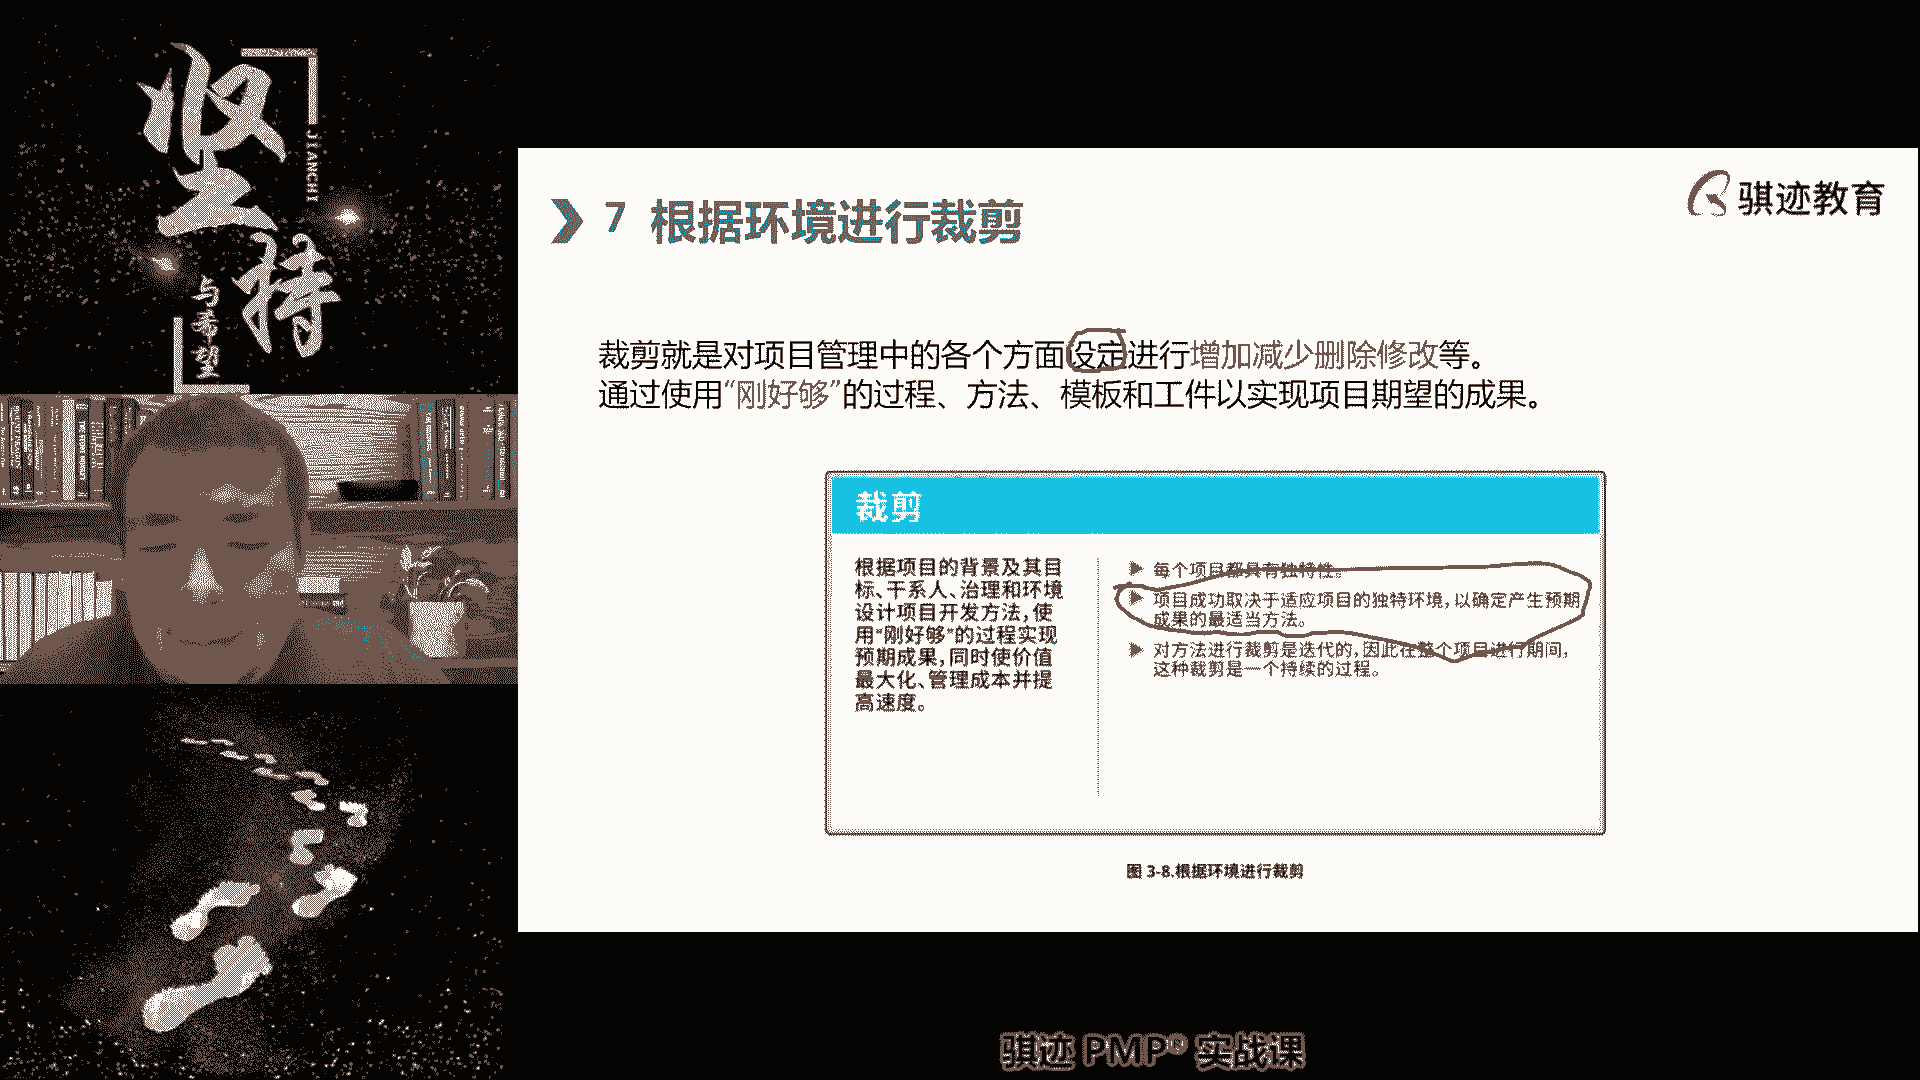 坚持
JIANCHI
与希望
骐迹教育
7 根据环境进行裁剪
裁剪就是对项目管理中的各个方面设定进行增加减少删除修改等。
通过使用“刚好够”的过程、方法、模板和工件以实现项目期望的成果。
裁剪
根据项目的背景及其目
标、干系人、治理和环境
设计项目开发方法,使
用“刚好够”的过程实现
预期成果,同时使价值
最大化、管理成本并提
高速度。
每个项目都具有独特性。
项目成功取决于适应项目的独特环境,以确定产生预期
成果的最适当方法。
对方法进行裁剪是迭代的,因此在整个项目进行期间,
这种裁剪是一个持续的过程。
图 3-8.根据环境进行裁剪
骐迹 PMP® 实战课